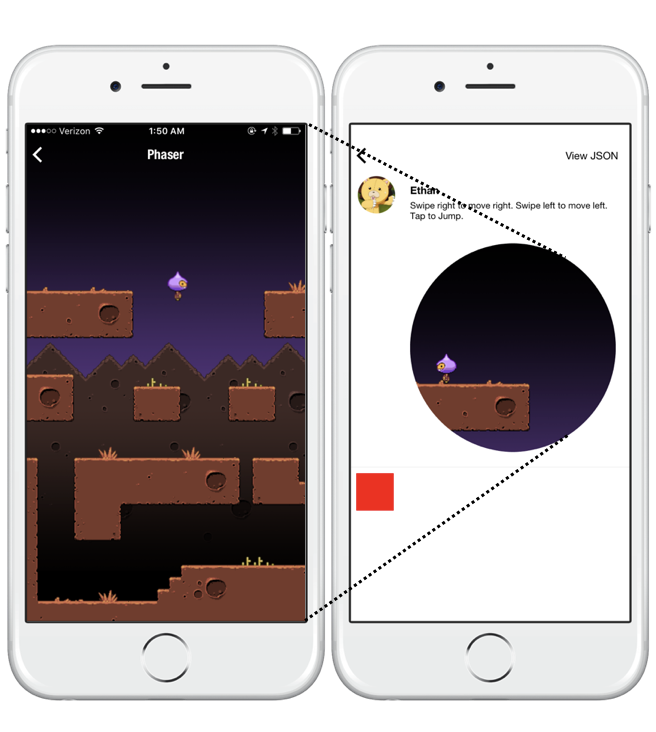 Verizon 1:50 AM
Phaser
View JSON
Ethan
Swipe right to move right. Swipe left to move left.
Tap to Jump.